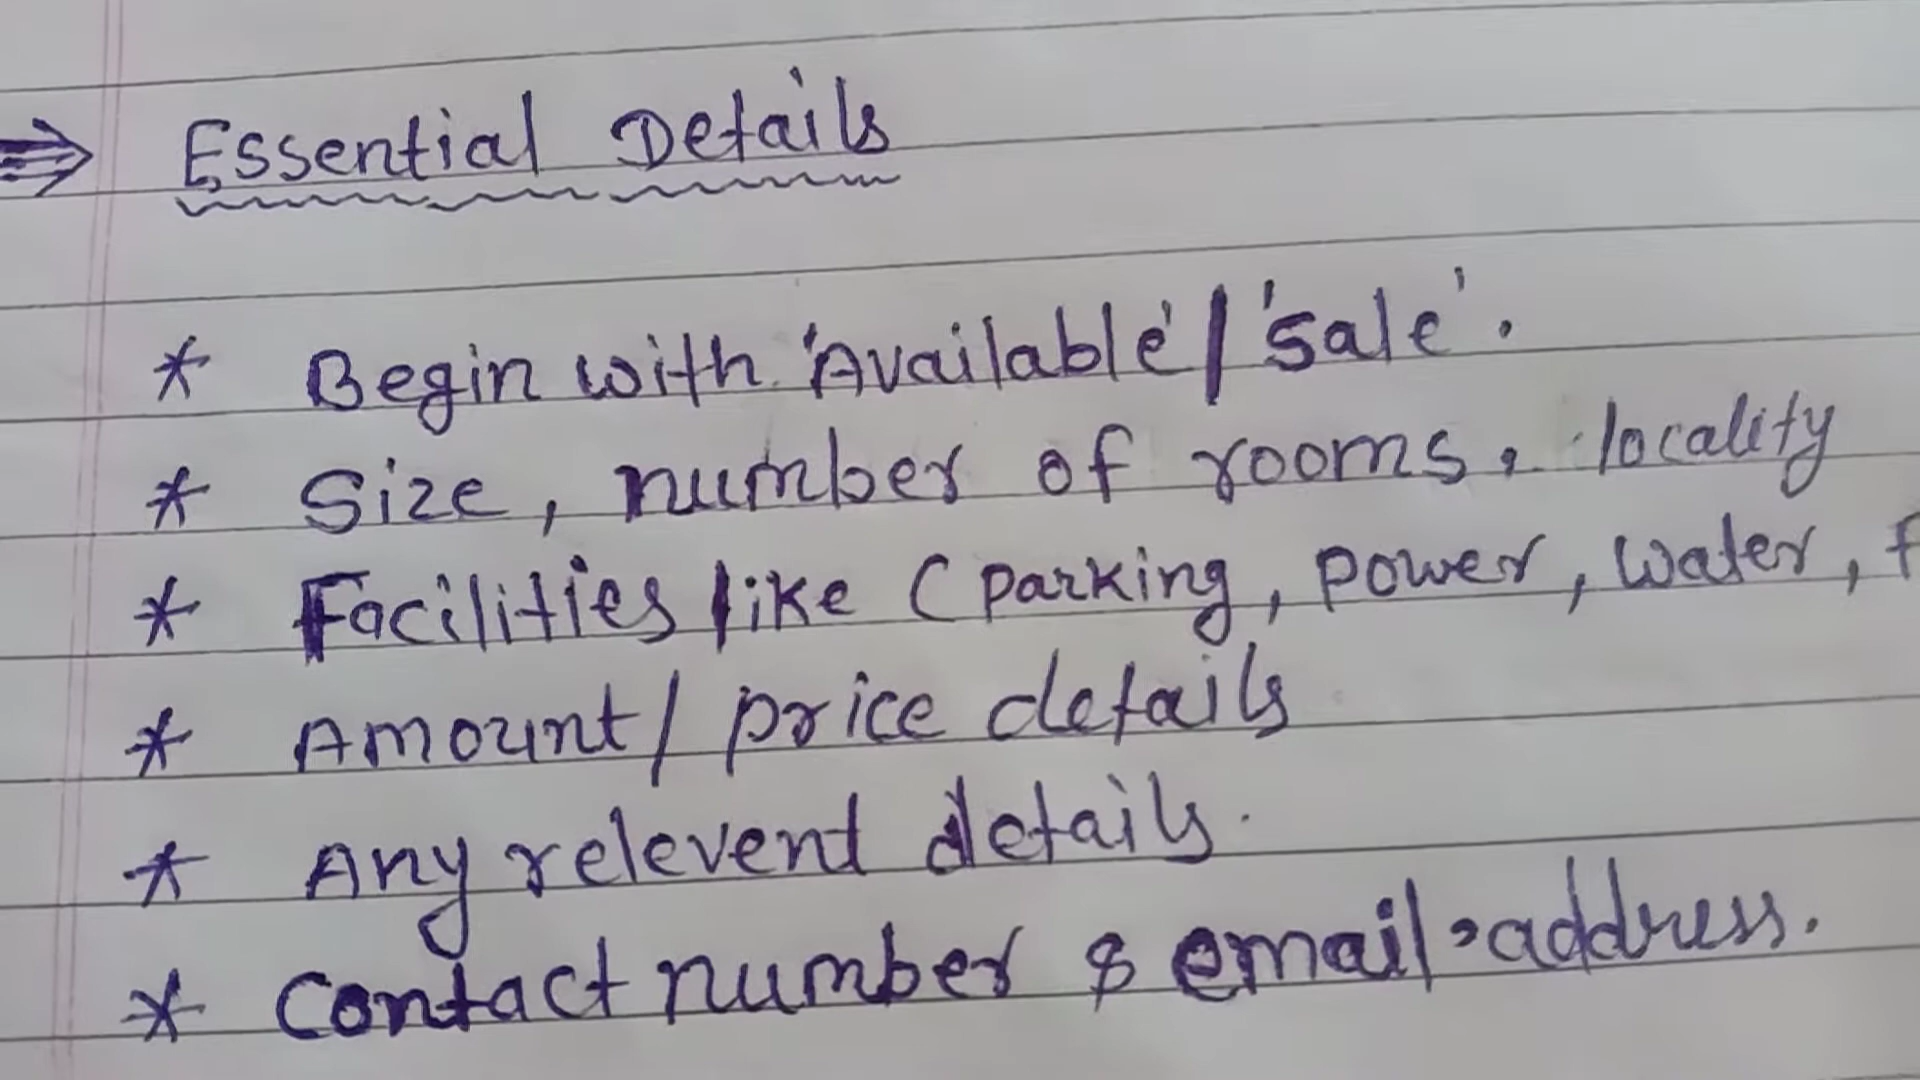 ⇒ Essential Details
* Begin with 'Available' / 'sale'.
* Size, number of rooms, locality
* Facilities like ( parking, power, water,
* Amount / price details
* Any relevent details.
* Contact number & email-address.